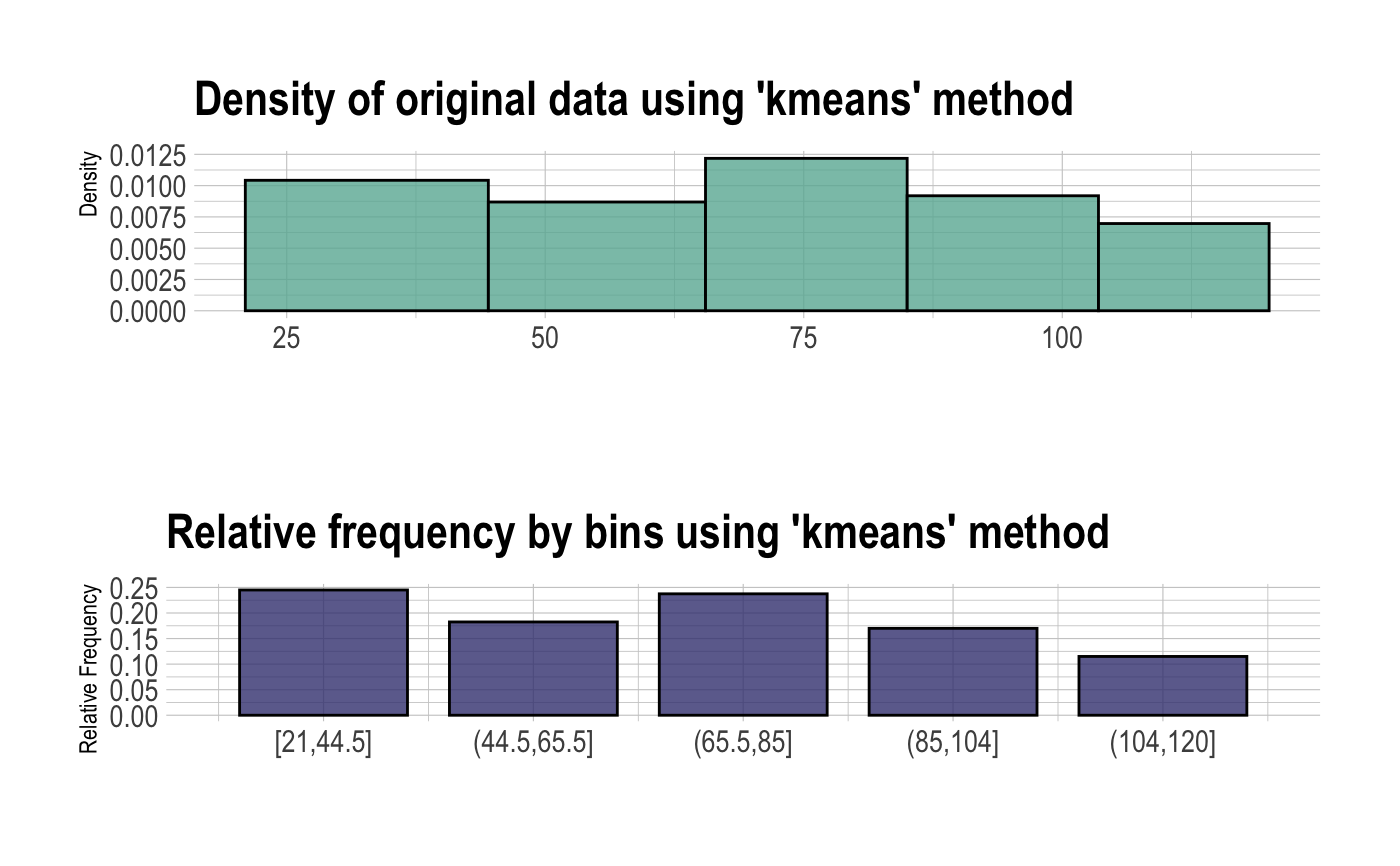 Density of original data using 'kmeans' method
Density
0.0125
0.0100
0.0075
0.0050
0.0025
0.0000
25 50 75 100
Relative frequency by bins using 'kmeans' method
Relative Frequency
0.25
0.20
0.15
0.10
0.05
0.00
[21,44.5] (44.5,65.5] (65.5,85] (85,104] (104,120]